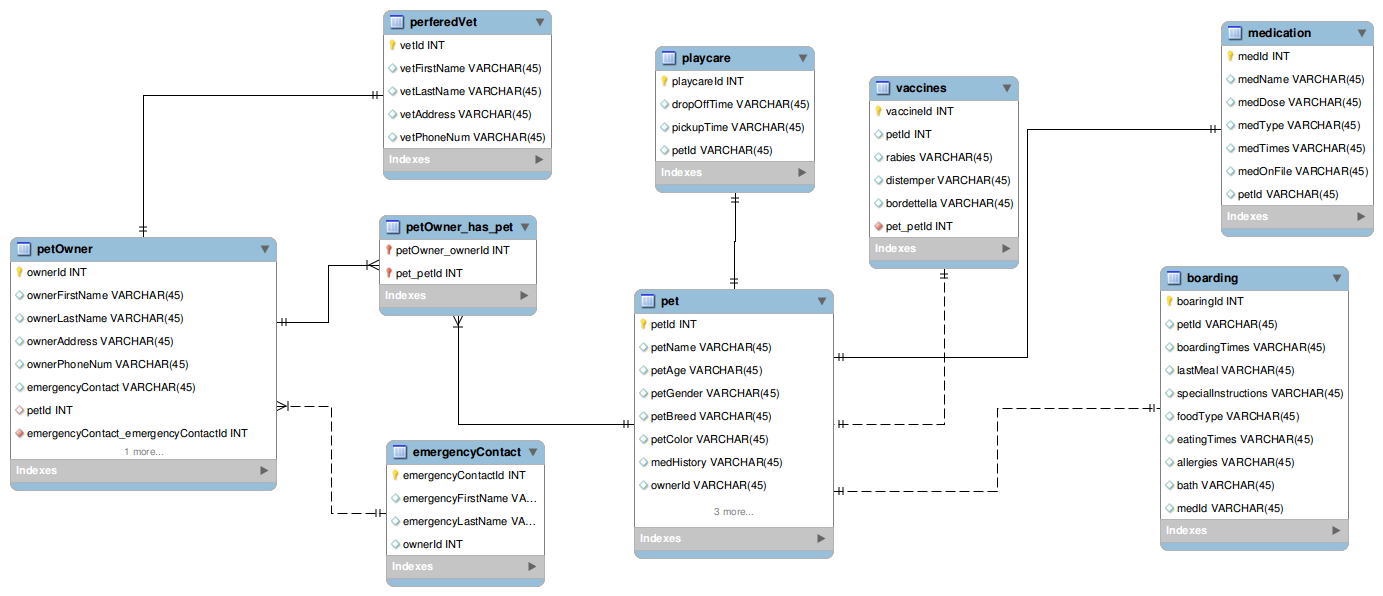 perferedVet
vetId INT
vetFirstName VARCHAR(45)
vetLastName VARCHAR(45)
vetAddress VARCHAR(45)
vetPhoneNum VARCHAR(45)
Indexes
playcare
playcareId INT
dropOffTime VARCHAR(45)
pickupTime VARCHAR(45)
petId VARCHAR(45)
Indexes
vaccines
vaccineId INT
petId INT
rabies VARCHAR(45)
distemper VARCHAR(45)
bordettella VARCHAR(45)
pet_petId INT
Indexes
medication
medId INT
medName VARCHAR(45)
medDose VARCHAR(45)
medType VARCHAR(45)
medTimes VARCHAR(45)
medOnFile VARCHAR(45)
petId VARCHAR(45)
Indexes
petOwner
ownerId INT
ownerFirstName VARCHAR(45)
ownerLastName VARCHAR(45)
ownerAddress VARCHAR(45)
ownerPhoneNum VARCHAR(45)
emergencyContact VARCHAR(45)
petId INT
emergencyContact_emergencyContactId INT
1 more...
Indexes
petOwner_has_pet
petOwner_ownerId INT
pet_petId INT
Indexes
emergencyContact
emergencyContactId INT
emergencyFirstName VA...
emergencyLastName VA...
ownerId INT
Indexes
pet
petId INT
petName VARCHAR(45)
petAge VARCHAR(45)
petGender VARCHAR(45)
petBreed VARCHAR(45)
petColor VARCHAR(45)
medHistory VARCHAR(45)
ownerId VARCHAR(45)
3 more...
Indexes
boarding
boaringId INT
petId VARCHAR(45)
boardingTimes VARCHAR(45)
lastMeal VARCHAR(45)
specialInstructions VARCHAR(45)
foodType VARCHAR(45)
eatingTimes VARCHAR(45)
allergies VARCHAR(45)
bath VARCHAR(45)
medId VARCHAR(45)
Indexes